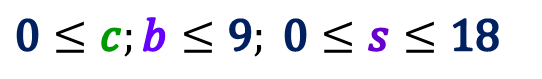 0 ≤ c; b ≤ 9; 0 ≤ s ≤ 18